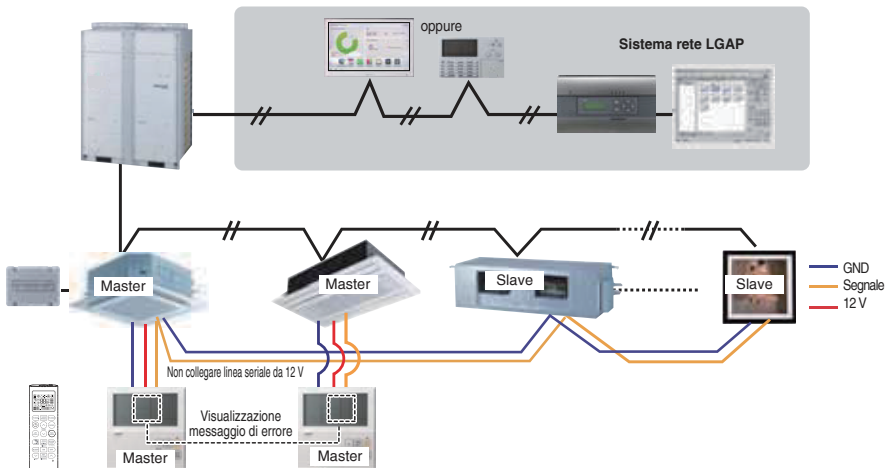 oppure
Sistema rete LGAP
Master
Master
Slave
Slave
GND
Segnale
12 V
Non collegare linea seriale da 12 V
Visualizzazione
messaggio di errore
Master
Master